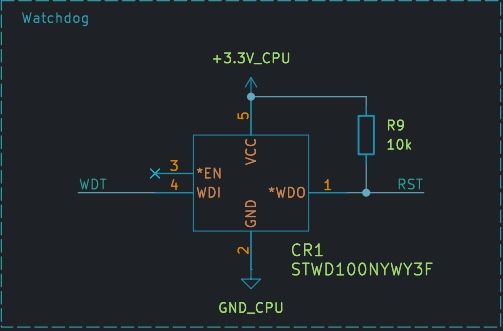 Watchdog
+3.3V_CPU
5
VCC
R9
10k
3
*EN
WDT
4
WDI
*WDO
1
RST
GND
2
CR1
STWD100NYWY3F
GND_CPU